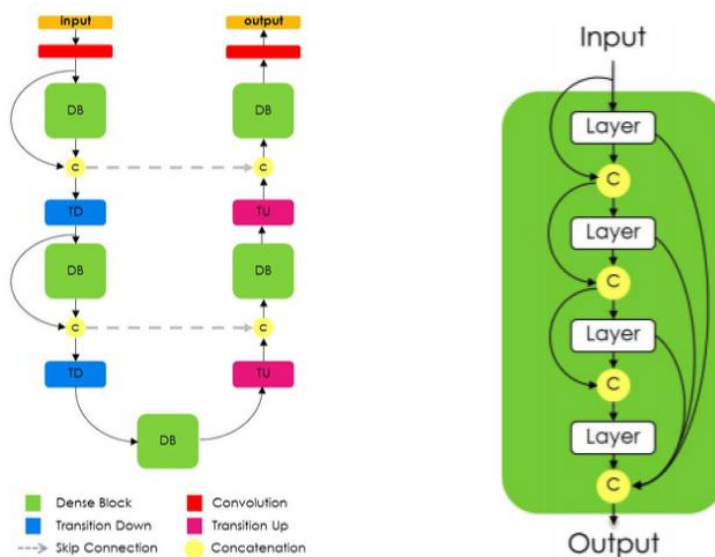 Input
output
DB
DB
C
C
TD
TU
DB
DB
C
C
TD
TU
DB
Dense Block
Convolution
Transition Down
Transition Up
Skip Connection
Concatenation
Input
Layer
C
Layer
C
Layer
C
Layer
C
Output